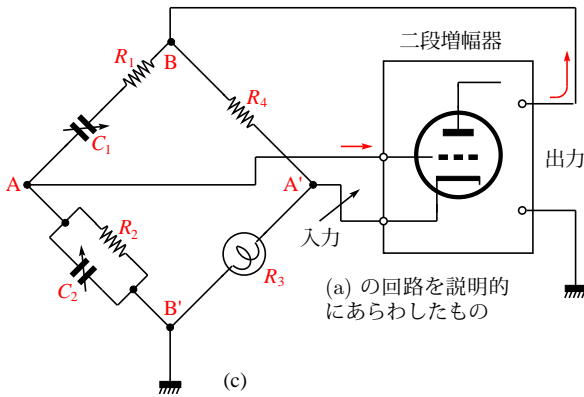 B
二段増幅器
R1
R4
C1
A
A'
出力
入力
R2
R3
C2
B'
(a) の回路を説明的
にあらわしたもの
(c)